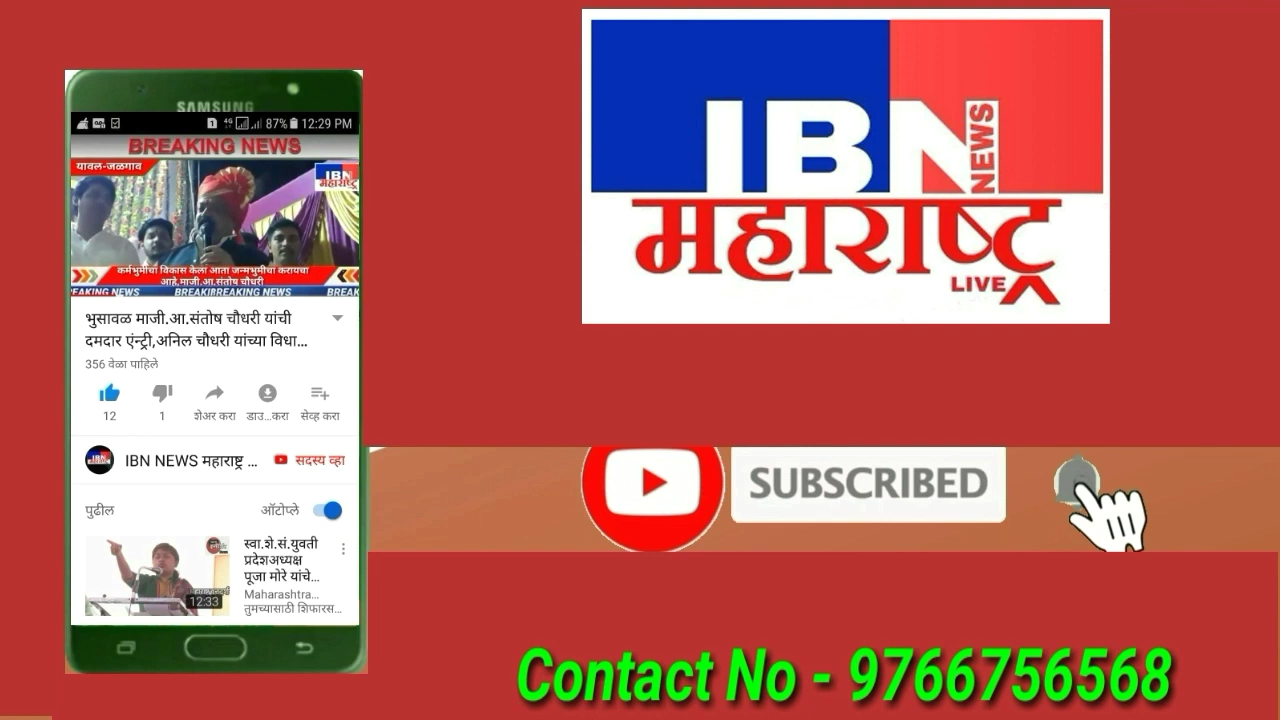 SAMSUNG
87% 12:29 PM
BREAKING NEWS
यावल-जळगाव
IBN
महाराष्ट्र
कर्मभुमीचा विकास केला आता जन्मभुमीचा करायचा
आहे,माजी.आ.संतोष चौधरी
EAKING NEWS BREAKIBREAKING NEWS BREAK
भुसावळ माजी.आ.संतोष चौधरी यांची
दमदार एंन्ट्री,अनिल चौधरी यांच्या विधा...
356 वेळा पाहिले
12 1 शेअर करा डाउ...करा सेव्ह करा
IBN NEWS महाराष्ट्र ... सदस्य व्हा
पुढील ऑटोप्ले
स्वा.शे.सं.युवती
प्रदेशअध्यक्ष
पूजा मोरे यांचे...
Maharashtra...
12:33
तुमच्यासाठी शिफारस...
IBN NEWS
महाराष्ट्र
LIVE
SUBSCRIBED
Contact No - 9766756568